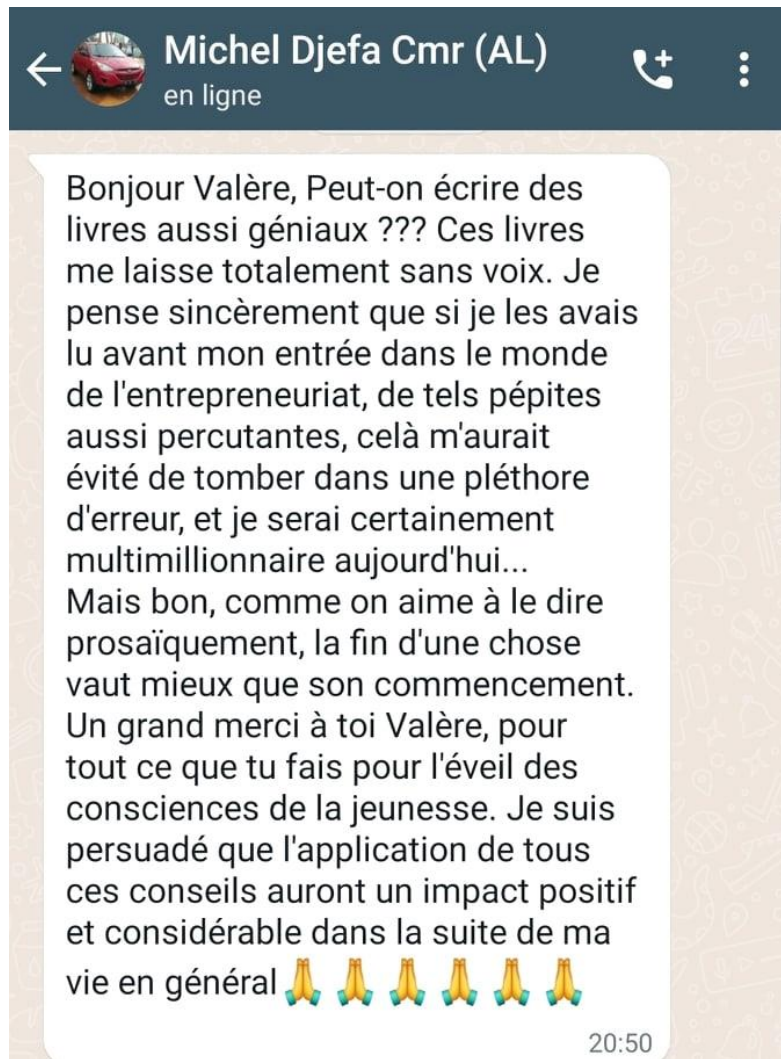 Michel Djefa Cmr (AL)
en ligne
Bonjour Valère, Peut-on écrire des
livres aussi géniaux ??? Ces livres
me laisse totalement sans voix. Je
pense sincèrement que si je les avais
lu avant mon entrée dans le monde
de l'entrepreneuriat, de tels pépites
aussi percutantes, celà m'aurait
évité de tomber dans une pléthore
d'erreur, et je serai certainement
multimillionnaire aujourd'hui...
Mais bon, comme on aime à le dire
prosaïquement, la fin d'une chose
vaut mieux que son commencement.
Un grand merci à toi Valère, pour
tout ce que tu fais pour l'éveil des
consciences de la jeunesse. Je suis
persuadé que l'application de tous
ces conseils auront un impact positif
et considérable dans la suite de ma
vie en général🙏🙏🙏🙏🙏🙏
20:50